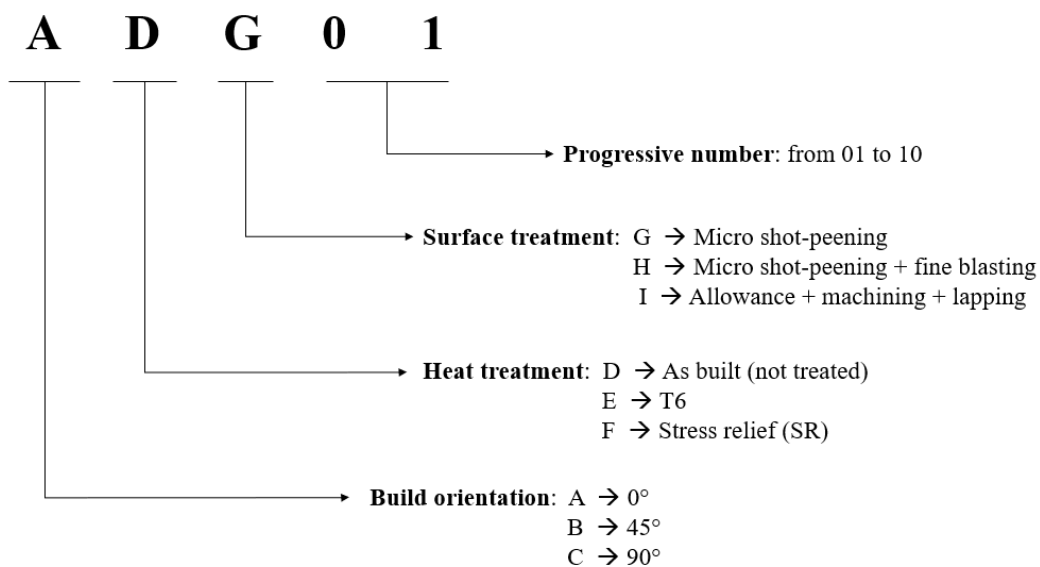 A D G 0 1
Progressive number: from 01 to 10
Surface treatment: G → Micro shot-peening
H → Micro shot-peening + fine blasting
I → Allowance + machining + lapping
Heat treatment: D → As built (not treated)
E → T6
F → Stress relief (SR)
Build orientation: A → 0°
B → 45°
C → 90°